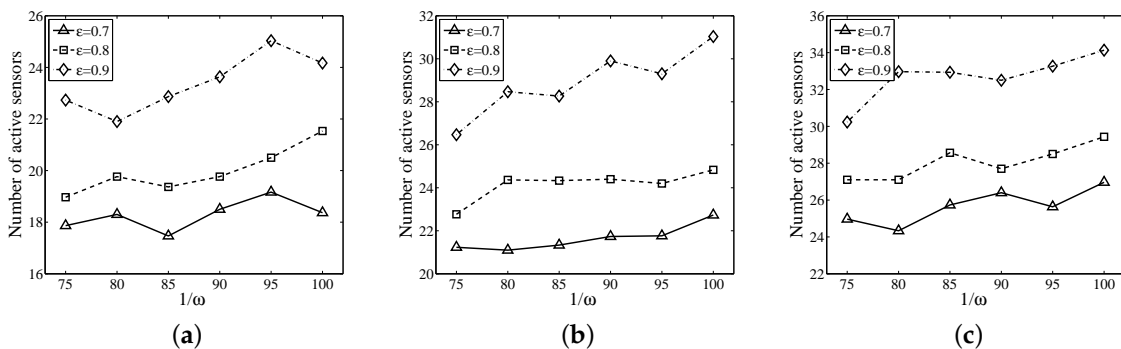 26
24
22
20
18
16
Number of active sensors
ε=0.7
ε=0.8
ε=0.9
75 80 85 90 95 100
1/ω
(a)
32
30
28
26
24
22
20
Number of active sensors
ε=0.7
ε=0.8
ε=0.9
75 80 85 90 95 100
1/ω
(b)
36
34
32
30
28
26
24
22
Number of active sensors
ε=0.7
ε=0.8
ε=0.9
75 80 85 90 95 100
1/ω
(c)